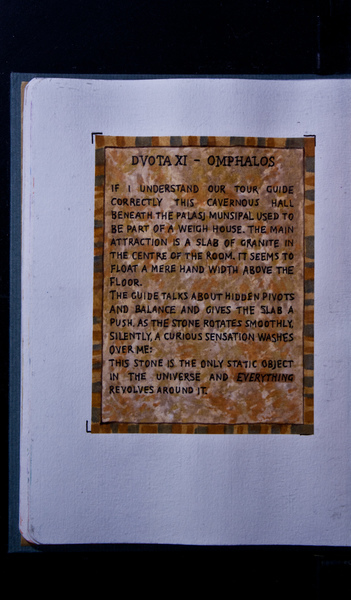 DVOTA XI - OMPHALOS
IF I UNDERSTAND OUR TOUR GUIDE
CORRECTLY THIS CAVERNOUS HALL
BENEATH THE PALASJ MUNSIPAL USED TO
BE PART OF A WEIGH HOUSE. THE MAIN
ATTRACTION IS A SLAB OF GRANITE IN
THE CENTRE OF THE ROOM. IT SEEMS TO
FLOAT A MERE HAND WIDTH ABOVE THE
FLOOR.
THE GUIDE TALKS ABOUT HIDDEN PIVOTS
AND BALANCE AND GIVES THE SLAB A
PUSH. AS THE STONE ROTATES SMOOTHLY,
SILENTLY, A CURIOUS SENSATION WASHES
OVER ME:
THIS STONE IS THE ONLY STATIC OBJECT
IN THE UNIVERSE AND EVERYTHING
REVOLVES AROUND IT.